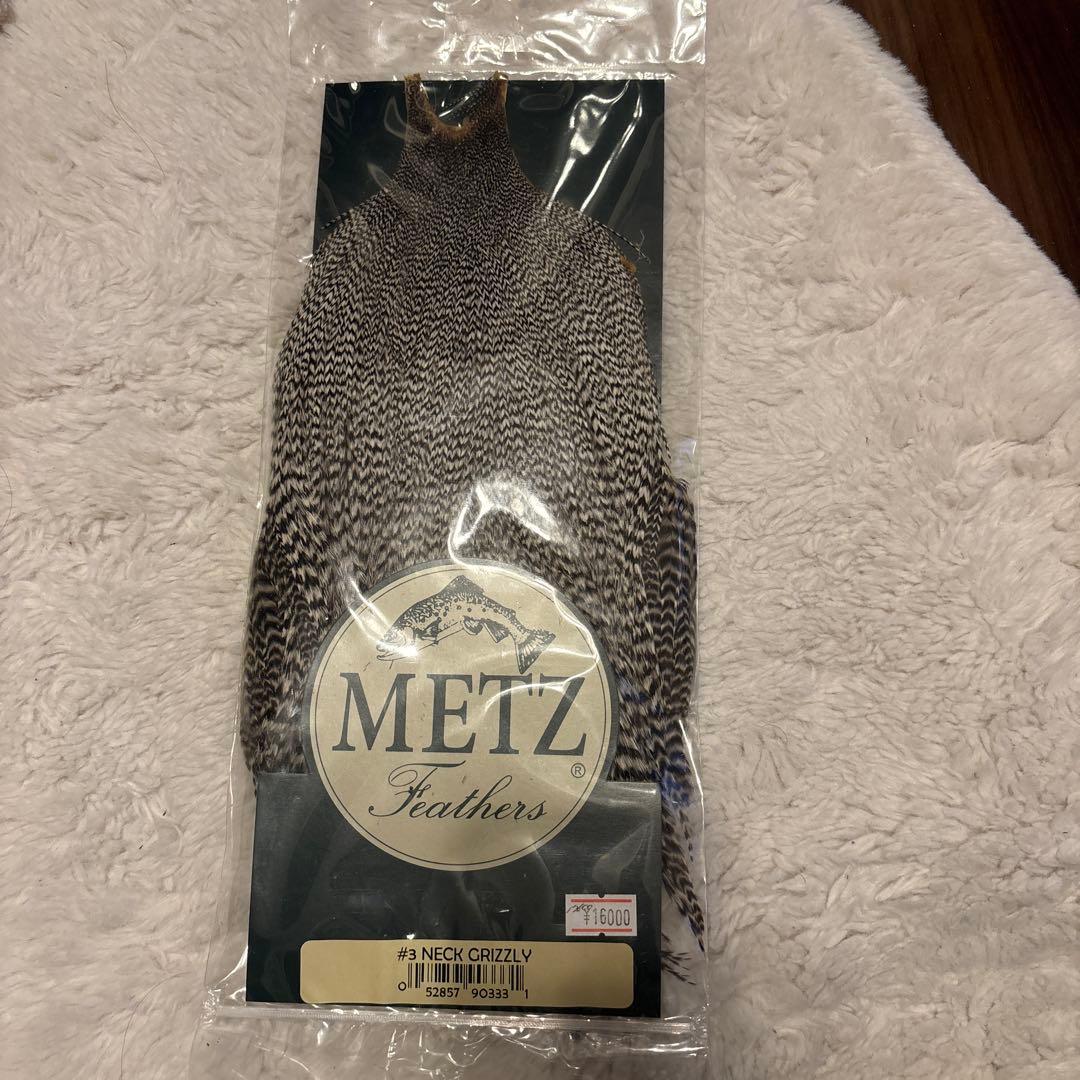 METZ
®
Feathers
¥16000
#3 NECK GRIZZLY
0 52857 90333 1